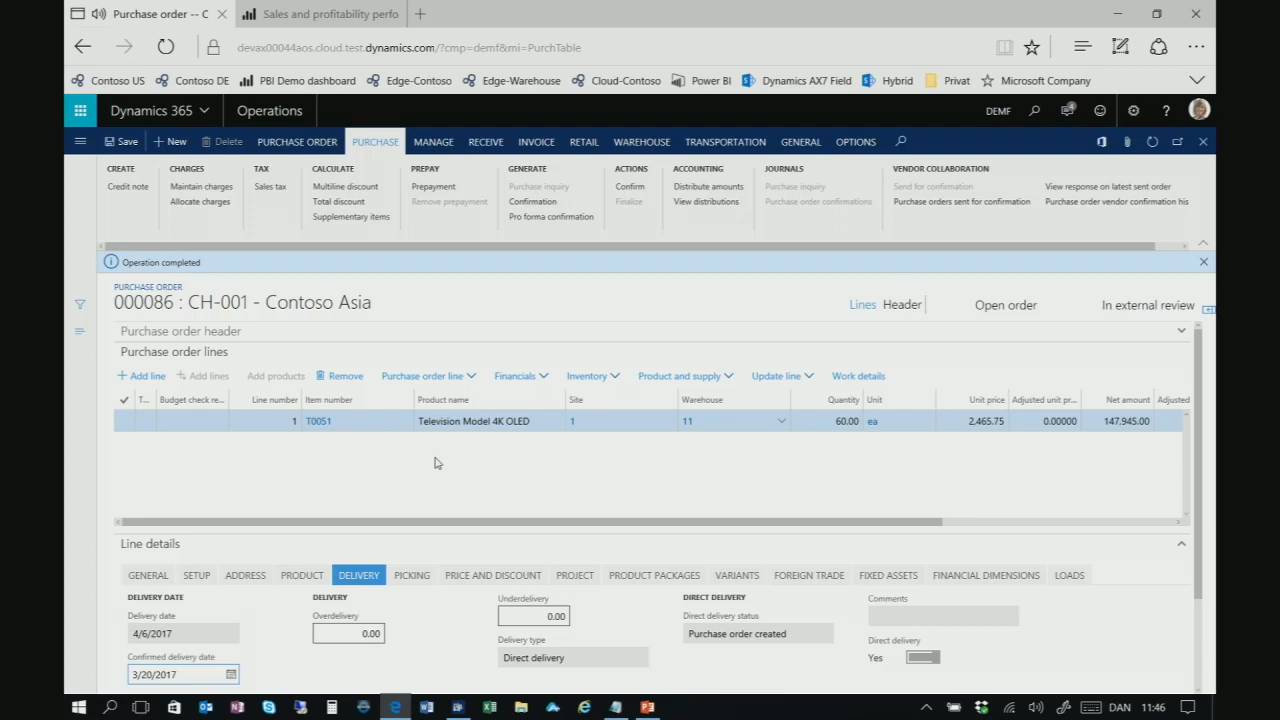 Purchase order -- C
Sales and profitability perfo
devax00044aos.cloud.test.dynamics.com/?cmp=demf&mi=PurchTable
Contoso US Contoso DE PBI Demo dashboard Edge-Contoso Edge-Warehouse Cloud-Contoso Power BI Dynamics AX7 Field Hybrid Privat Microsoft Company
Dynamics 365 Operations DEMF 4 ?
Save New Delete PURCHASE ORDER PURCHASE MANAGE RECEIVE INVOICE RETAIL WAREHOUSE TRANSPORTATION GENERAL OPTIONS
CREATE CHARGES TAX CALCULATE PREPAY GENERATE ACTIONS ACCOUNTING JOURNALS VENDOR COLLABORATION
Credit note Maintain charges Sales tax Multiline discount Prepayment Purchase inquiry Confirm Distribute amounts Purchase inquiry Send for confirmation View response on latest sent order
Allocate charges Total discount Remove prepayment Confirmation Finalize View distributions Purchase order confirmations Purchase orders sent for confirmation Purchase order vendor confirmation his
Supplementary items Pro forma confirmation
Operation completed
PURCHASE ORDER
000086 : CH-001 - Contoso Asia Lines Header Open order In external review
Purchase order header
Purchase order lines
Add line Add lines Add products Remove Purchase order line Financials Inventory Product and supply Update line Work details
T... Budget check re... Line number Item number Product name Site Warehouse Quantity Unit Unit price Adjusted unit pr... Net amount Adjusted
1 T0051 Television Model 4K OLED 1 11 60.00 ea 2,465.75 0.00000 147,945.00
Line details
GENERAL SETUP ADDRESS PRODUCT DELIVERY PICKING PRICE AND DISCOUNT PROJECT PRODUCT PACKAGES VARIANTS FOREIGN TRADE FIXED ASSETS FINANCIAL DIMENSIONS LOADS
DELIVERY DATE DELIVERY Underdelivery DIRECT DELIVERY Comments
Delivery date Overdelivery 0.00 Direct delivery status
4/6/2017 0.00 Delivery type Purchase order created Direct delivery
Confirmed delivery date Direct delivery Yes
3/20/2017
DAN 11:46